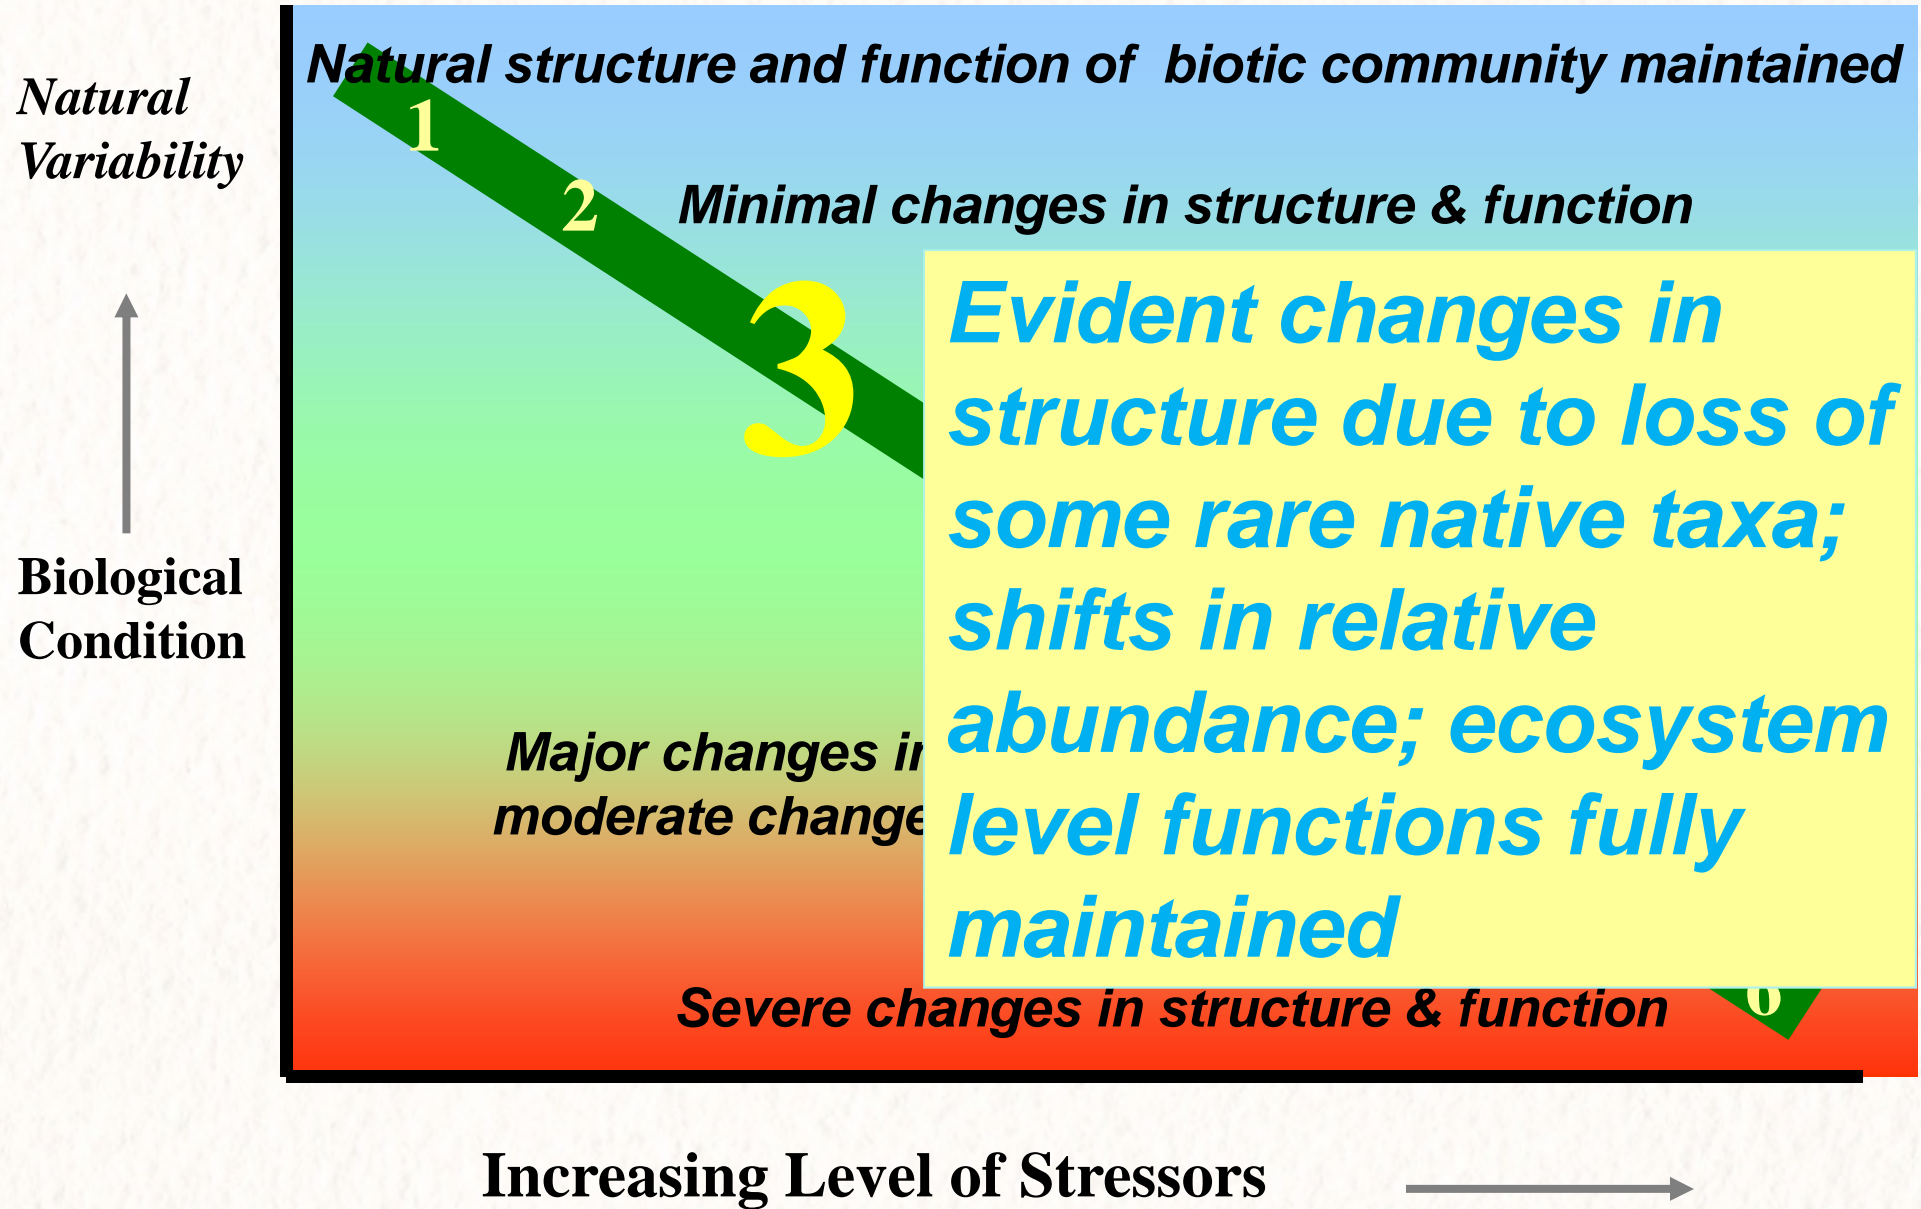 Natural structure and function of biotic community maintained
Natural
Variability
1
2
Minimal changes in structure & function
3
Evident changes in
structure due to loss of
some rare native taxa;
shifts in relative
abundance; ecosystem
level functions fully
maintained
Biological
Condition
Major changes
moderate
Severe changes in structure & function
6
Increasing Level of Stressors